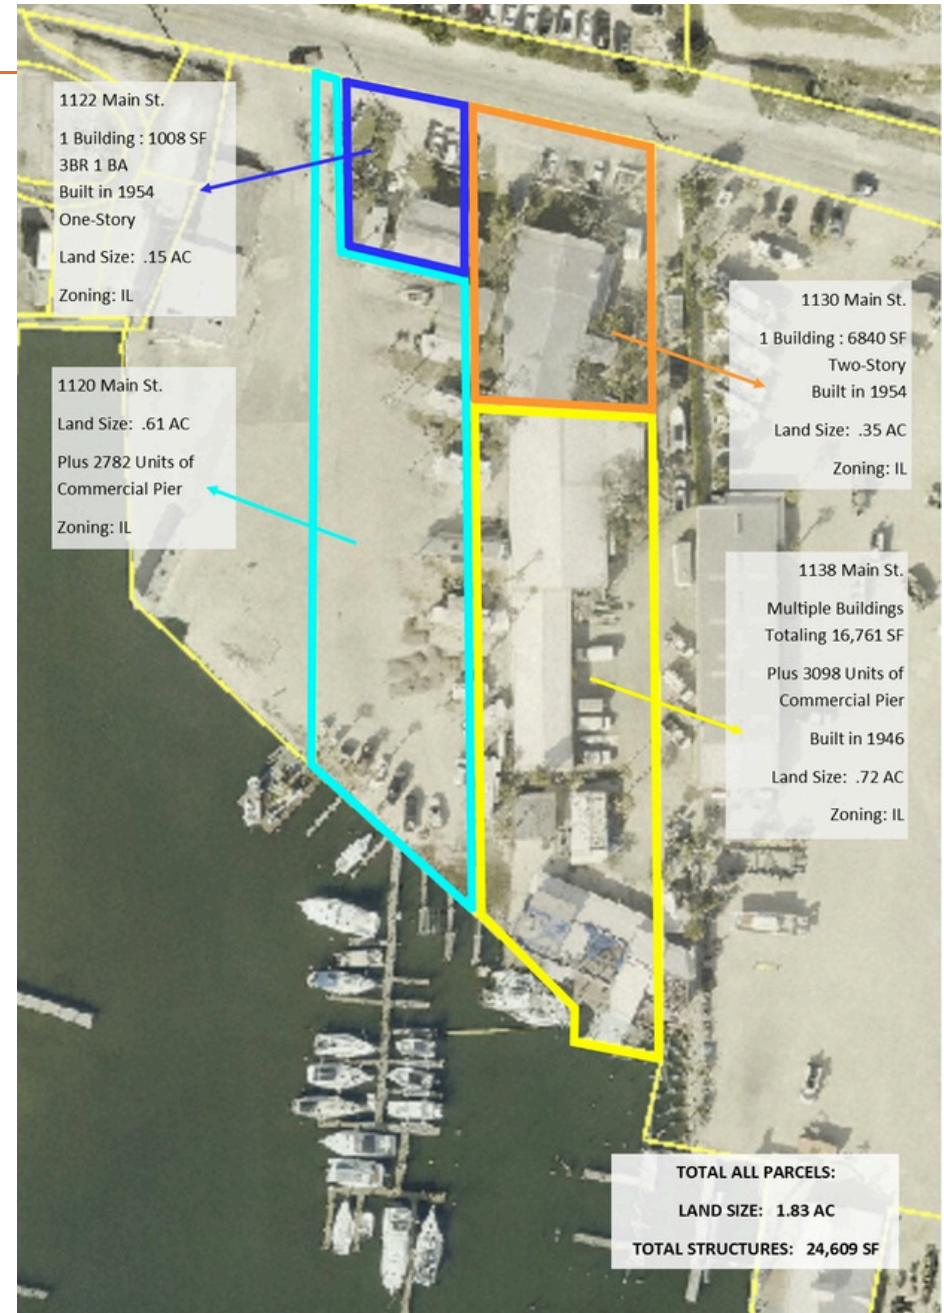 1122 Main St.
1 Building : 1008 SF
3BR 1 BA
Built in 1954
One-Story
Land Size:  .15 AC
Zoning: IL
1120 Main St.
Land Size:  .61 AC
Plus 2782 Units of
Commercial Pier
Zoning: IL
1130 Main St.
1 Building : 6840 SF
Two-Story
Built in 1954
Land Size:  .35 AC
Zoning: IL
1138 Main St.
Multiple Buildings
Totaling 16,761 SF
Plus 3098 Units of
Commercial Pier
Built in 1946
Land Size:  .72 AC
Zoning: IL
TOTAL ALL PARCELS:
LAND SIZE:   1.83 AC
TOTAL STRUCTURES:   24,609 SF